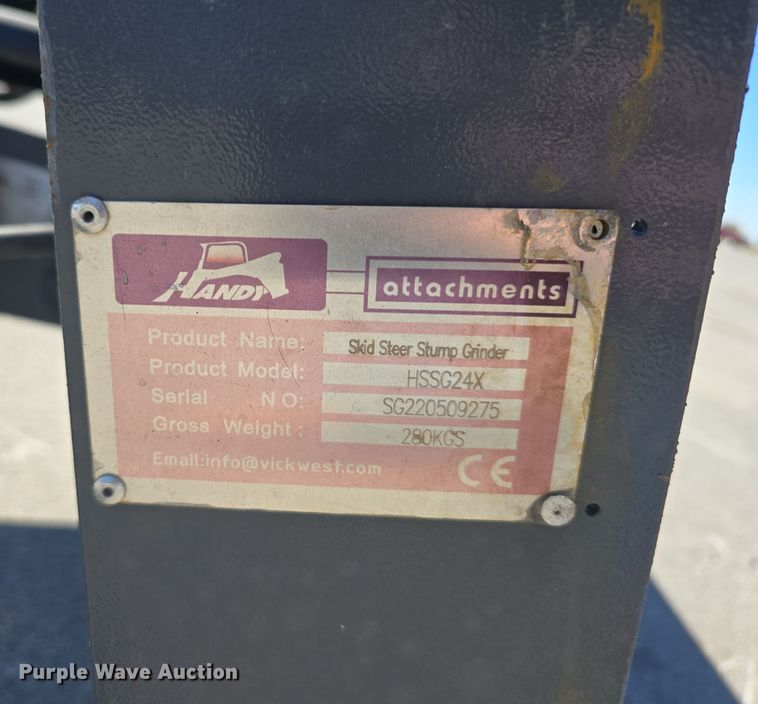 HANDY
attachments
Product Name: Skid Steer Stump Grinder
Product Model: HSSG24X
Serial NO: SG220509275
Gross Weight: 280KGS
Email:info@vickwest.com
CE
Purple Wave Auction